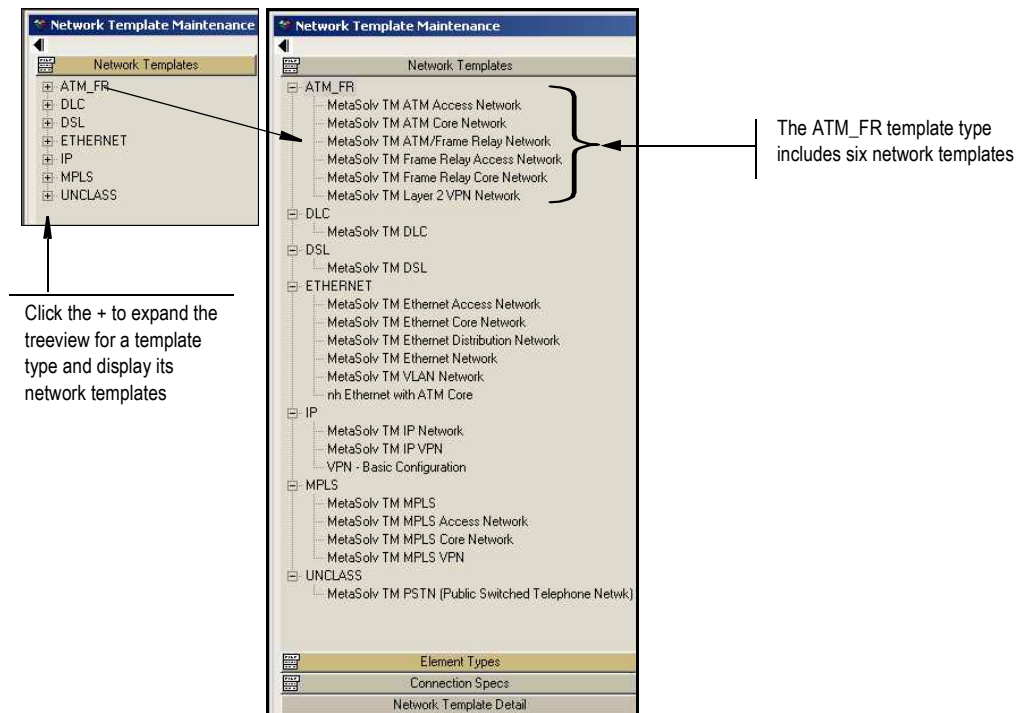 Network Template Maintenance
Network Templates
ATM_FR
DLC
DSL
ETHERNET
IP
MPLS
UNCLASS
Click the + to expand the
treeview for a template
type and display its
network templates
Network Template Maintenance
Network Templates
ATM_FR
MetaSolv TM ATM Access Network
MetaSolv TM ATM Core Network
MetaSolv TM ATM/Frame Relay Network
MetaSolv TM Frame Relay Access Network
MetaSolv TM Frame Relay Core Network
MetaSolv TM Layer 2 VPN Network
DLC
MetaSolv TM DLC
DSL
MetaSolv TM DSL
ETHERNET
MetaSolv TM Ethernet Access Network
MetaSolv TM Ethernet Core Network
MetaSolv TM Ethernet Distribution Network
MetaSolv TM Ethernet Network
MetaSolv TM VLAN Network
nh Ethernet with ATM Core
IP
MetaSolv TM IP Network
MetaSolv TM IP VPN
VPN - Basic Configuration
MPLS
MetaSolv TM MPLS
MetaSolv TM MPLS Access Network
MetaSolv TM MPLS Core Network
MetaSolv TM MPLS VPN
UNCLASS
MetaSolv TM PSTN (Public Switched Telephone Netwk)
Element Types
Connection Specs
Network Template Detail
The ATM_FR template type
includes six network templates